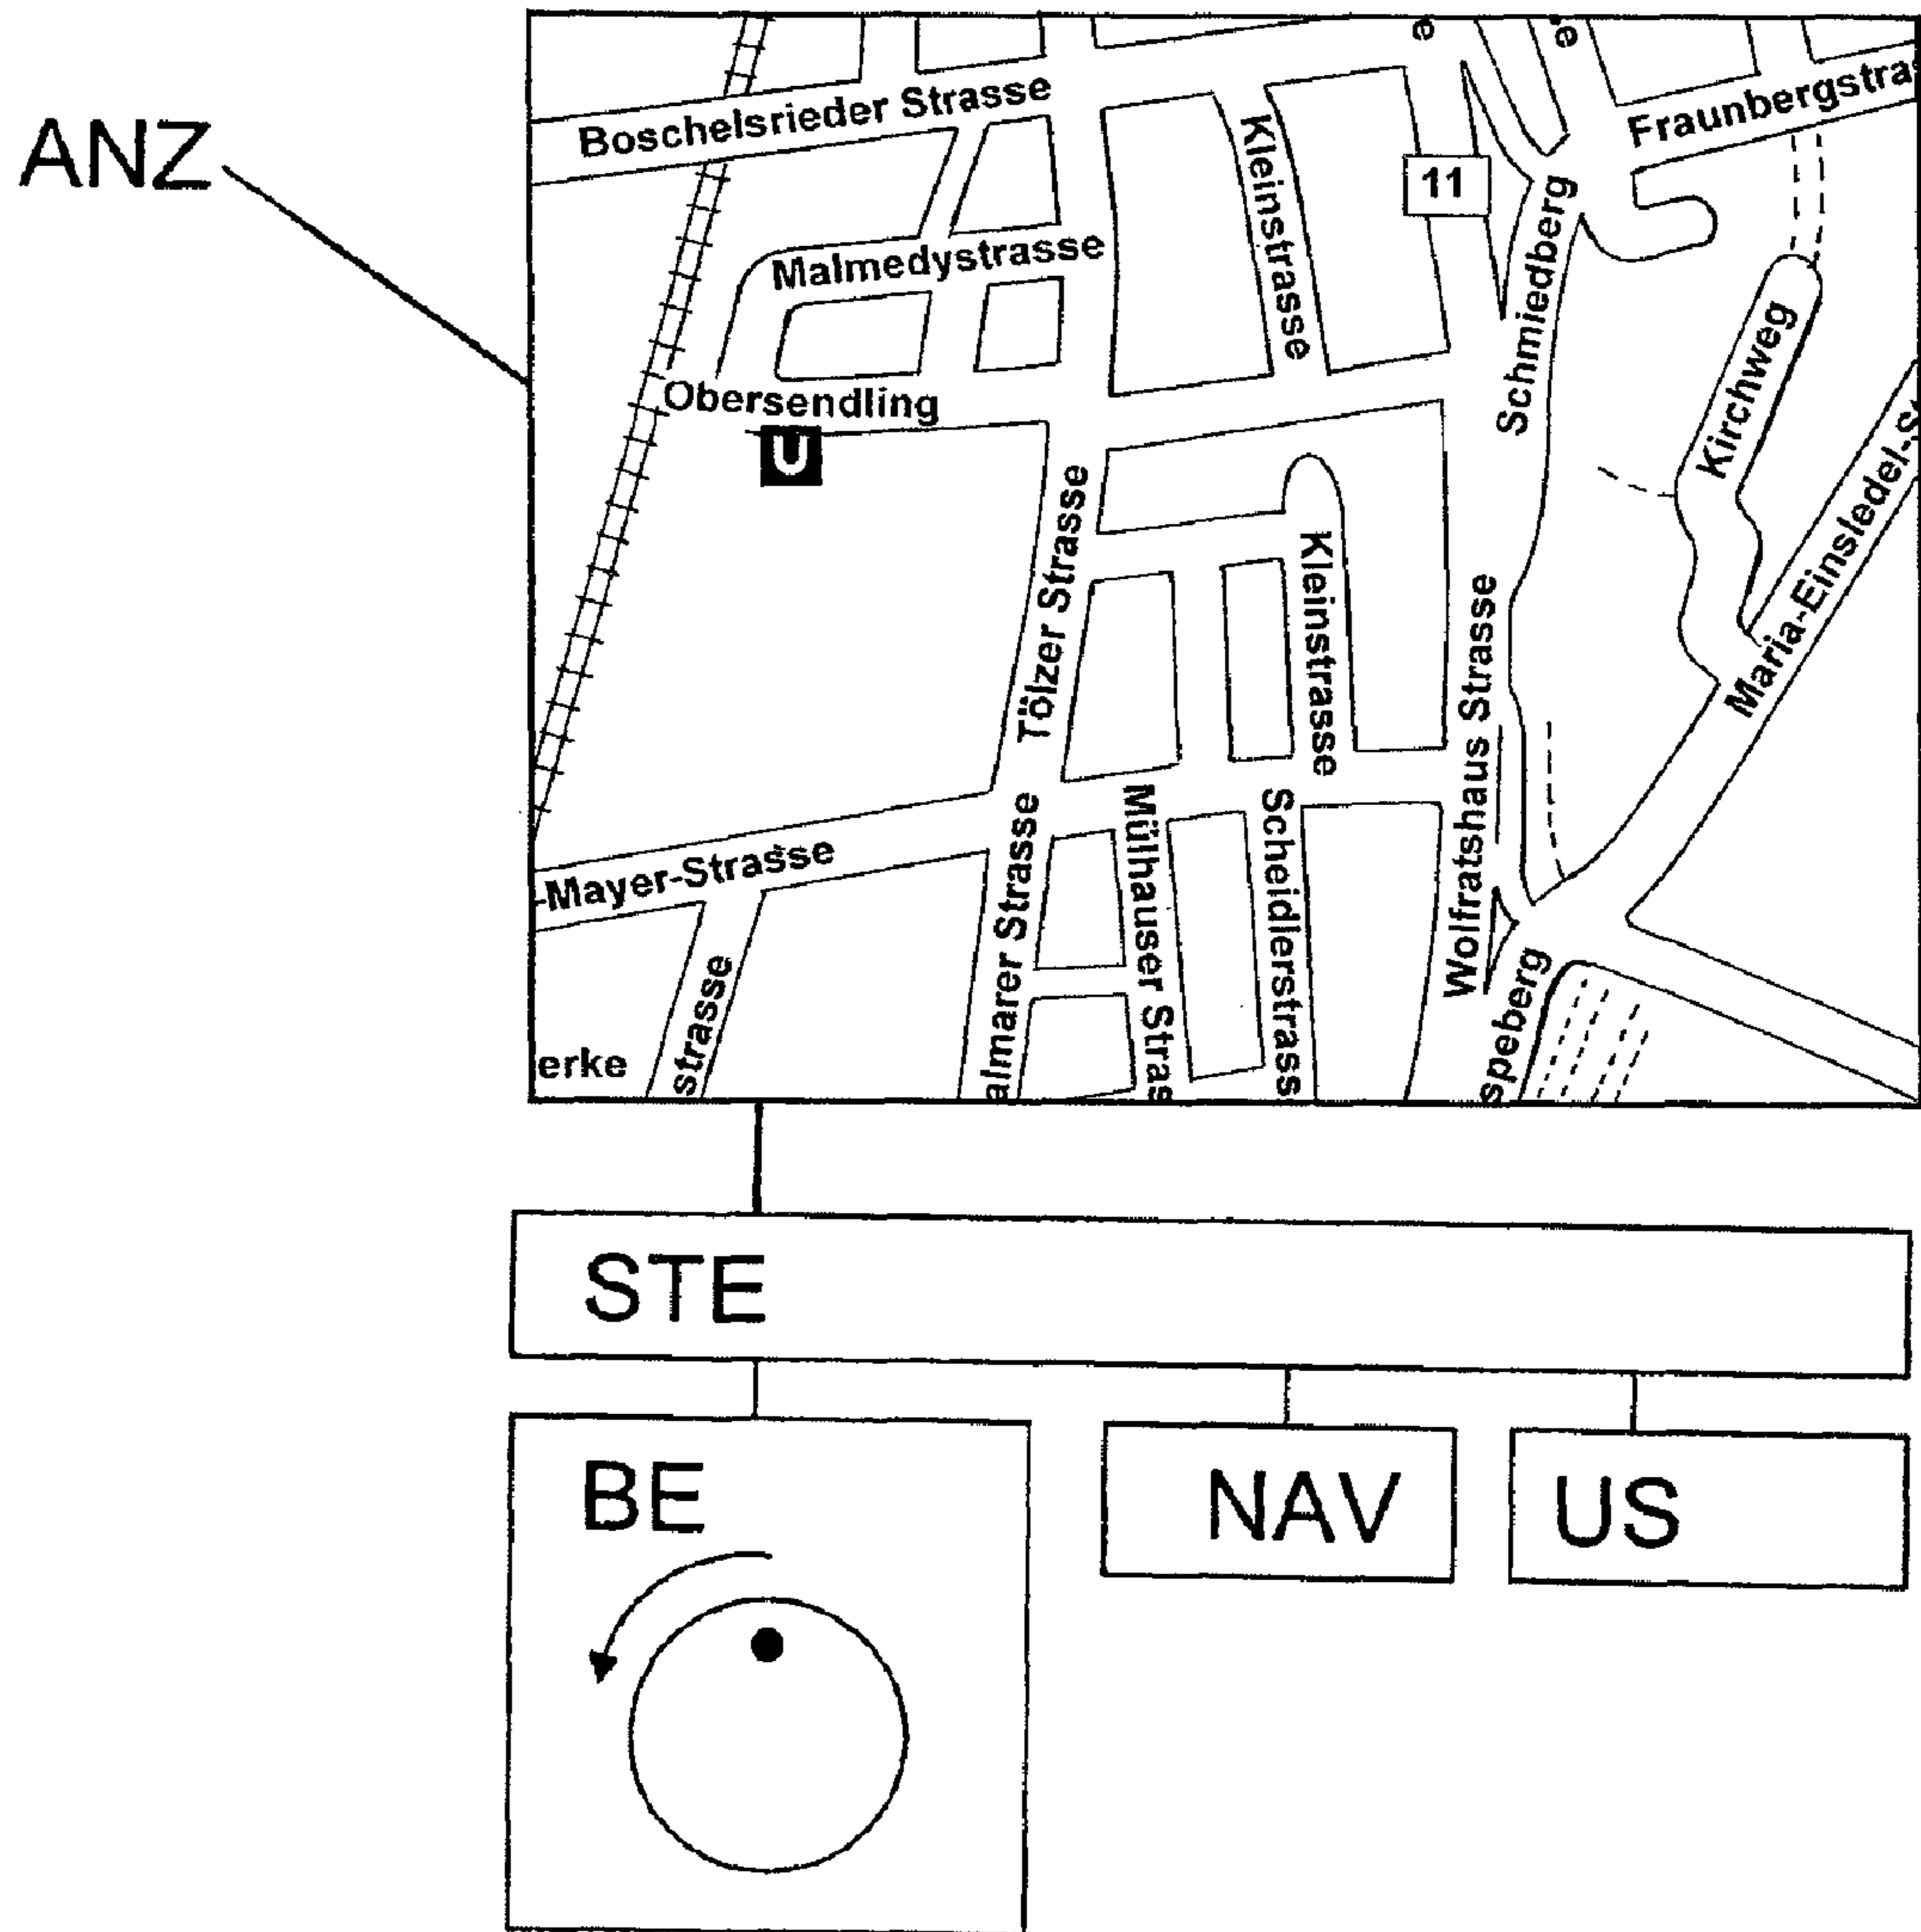 ANZ
e
e
Boschelsrieder Strasse
Fraunbergstra
Kleinstrasse
11
Schmiedberg
Malmedystrasse
Kirchweg
Obersendling
U
Maria-Einsledel-S
Tölzer Strasse
Kleinstrasse
Wolfratshaus Strasse
-Mayer-Strasse
almarer Strasse
Mülhauser Stras
Scheidlerstrass
strasse
erke
speberg
STE
BE
NAV
US